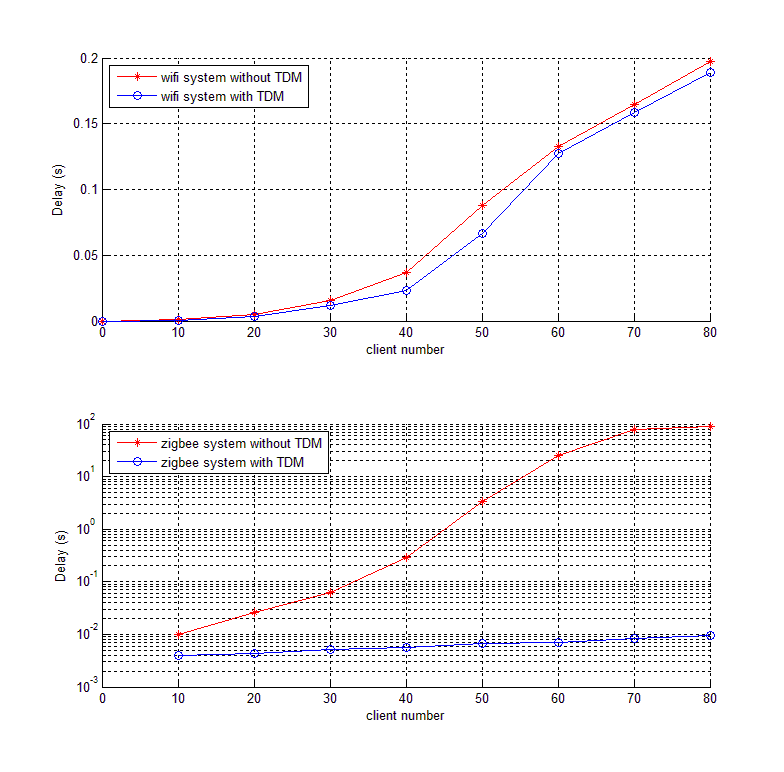 0.2
wifi system without TDM
wifi system with TDM
0.15
0.1
0.05
0
Delay (s)
0 10 20 30 40 50 60 70 80
client number
10^2
zigbee system without TDM
zigbee system with TDM
10^1
10^0
10^-1
10^-2
10^-3
Delay (s)
0 10 20 30 40 50 60 70 80
client number